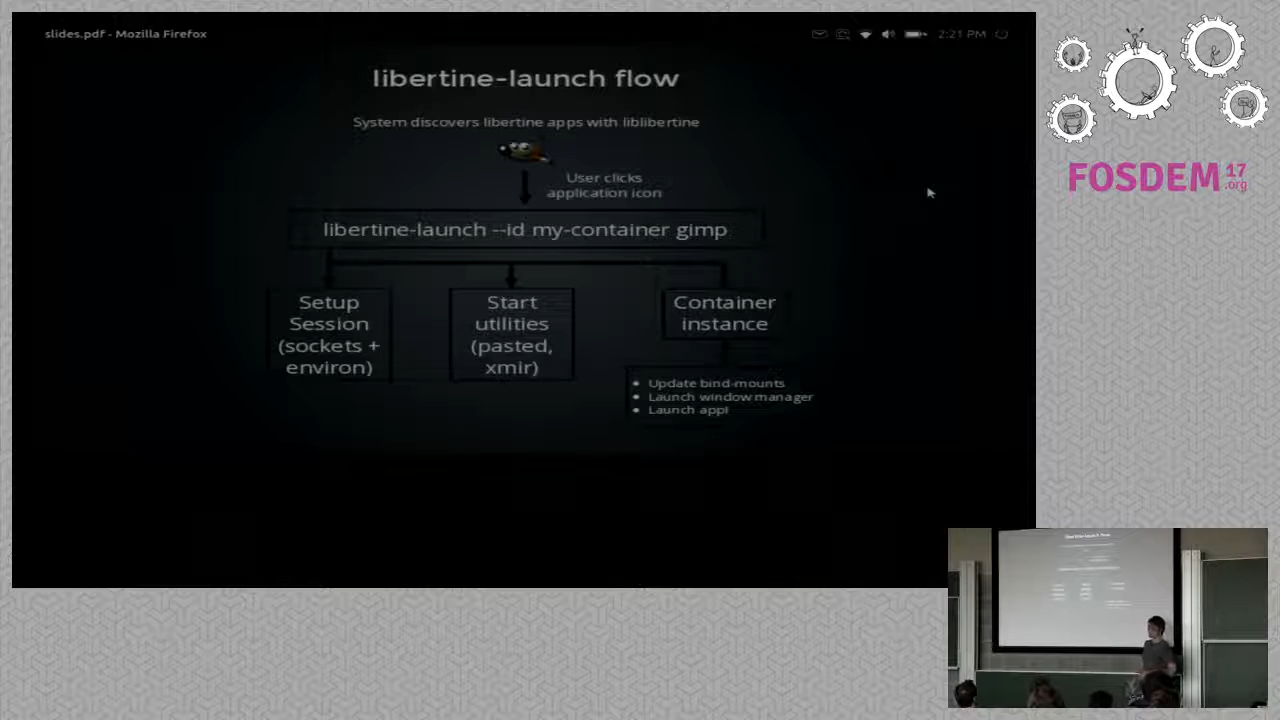 slides.pdf - Mozilla Firefox
2:21 PM
libertine-launch flow
System discovers libertine apps with liblibertine
User clicks
application icon
libertine-launch --id my-container gimp
Setup
Session
(sockets +
environ)
Start
utilities
(pasted,
xmir)
Container
instance
Update bind-mounts
Launch window manager
Launch app!
FOSDEM 17
.org